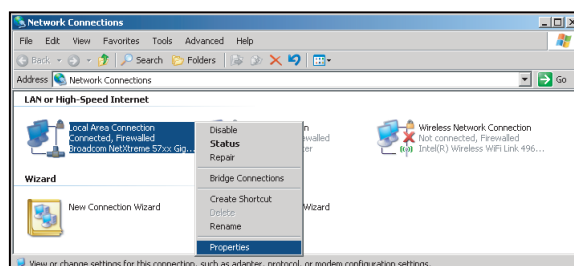 Network Connections
File Edit View Favorites Tools Advanced Help
Back Search Folders
Address Network Connections Go
LAN or High-Speed Internet
Local Area Connection
Connected, Firewalled
Broadcom NetXtreme 57xx Gig...
Disable
Status
Repair
Bridge Connections
Create Shortcut
Delete
Rename
Properties
Wireless Network Connection
Not connected, Firewalled
Intel(R) Wireless WiFi Link 496...
Wizard
New Connection Wizard
Wizard
View or change settings for this connection, such as adapter, protocol, or modem configuration settings.